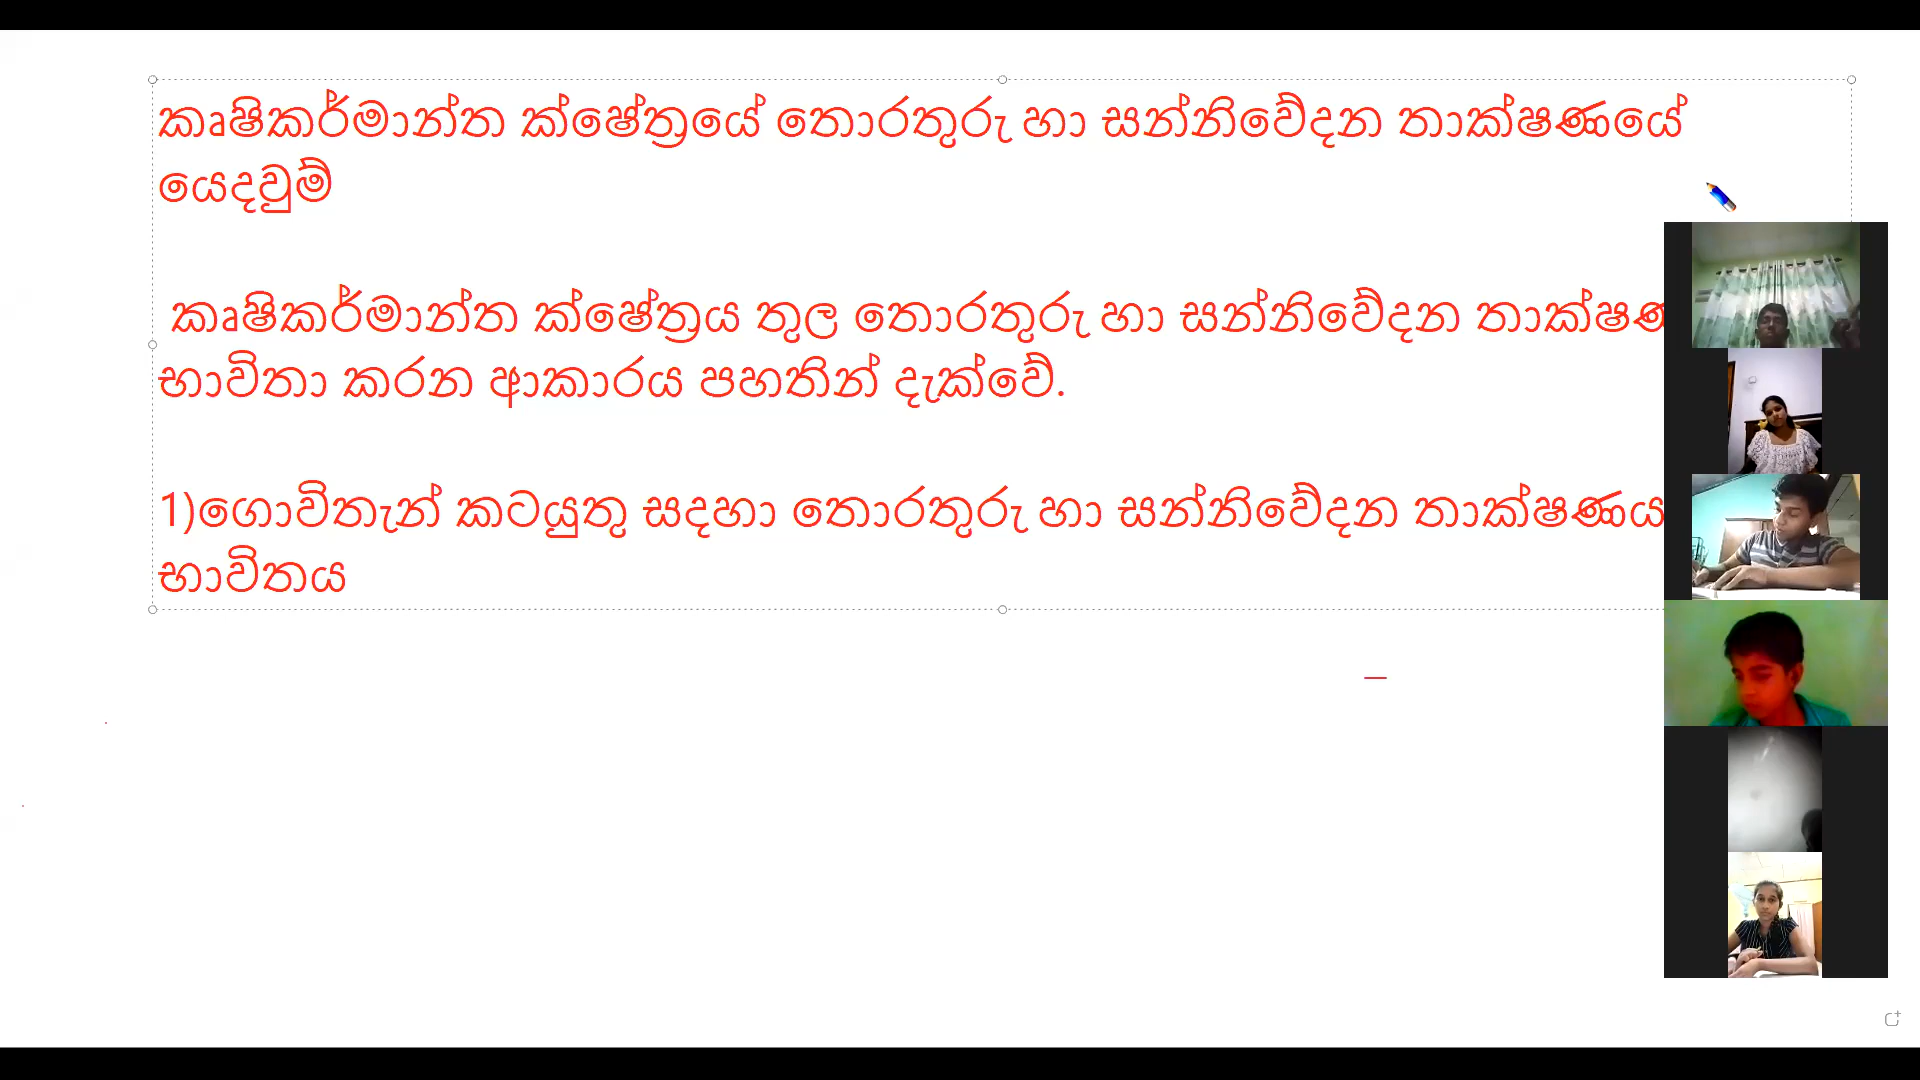 කෘෂිකර්මාන්ත ක්ෂේත්‍රයේ තොරතුරු හා සන්නිවේදන තාක්ෂණයේ
යෙදවුම්
කෘෂිකර්මාන්ත ක්ෂේත්‍රය තුල තොරතුරු හා සන්නිවේදන
භාවිතා කරන ආකාරය පහතින් දැක්වේ.
1)ගොවිතැන් කටයුතු සදහා තොරතුරු හා සන්නිවේදන තාක්ෂණය
භාවිතය